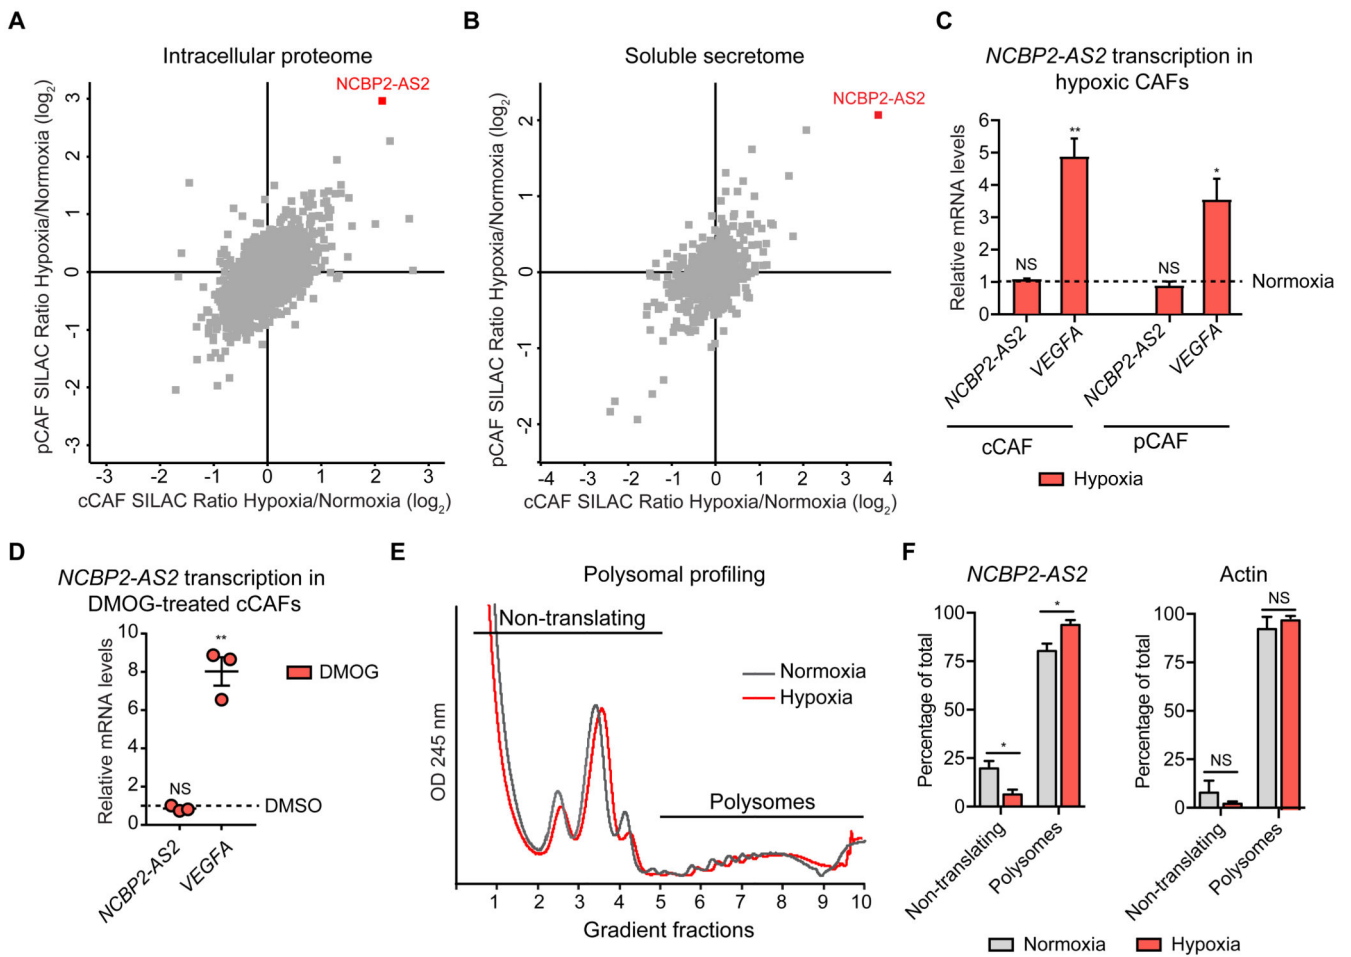 A
Intracellular proteome
NCBP2-AS2
pCAF SILAC Ratio Hypoxia/Normoxia (log2)
3
2
1
0
-1
-2
-3
-3 -2 -1 0 1 2 3
cCAF SILAC Ratio Hypoxia/Normoxia (log2)
B
Soluble secretome
NCBP2-AS2
pCAF SILAC Ratio Hypoxia/Normoxia (log2)
2
1
0
-1
-2
-4 -3 -2 -1 0 1 2 3 4
cCAF SILAC Ratio Hypoxia/Normoxia (log2)
C
NCBP2-AS2 transcription in
hypoxic CAFs
Relative mRNA levels
6
5
4
3
2
1
0
NS
**
NS
*
Normoxia
NCBP2-AS2
VEGFA
NCBP2-AS2
VEGFA
cCAF
pCAF
Hypoxia
D
NCBP2-AS2 transcription in
DMOG-treated cCAFs
Relative mRNA levels
10
8
6
4
2
0
NS
**
DMOG
DMSO
NCBP2-AS2
VEGFA
E
Polysomal profiling
Non-translating
Normoxia
Hypoxia
Polysomes
OD 245 nm
1 2 3 4 5 6 7 8 9 10
Gradient fractions
F
NCBP2-AS2
Percentage of total
100
75
50
25
0
*
*
Non-translating
Polysomes
Actin
Percentage of total
100
75
50
25
0
NS
NS
Non-translating
Polysomes
Normoxia
Hypoxia